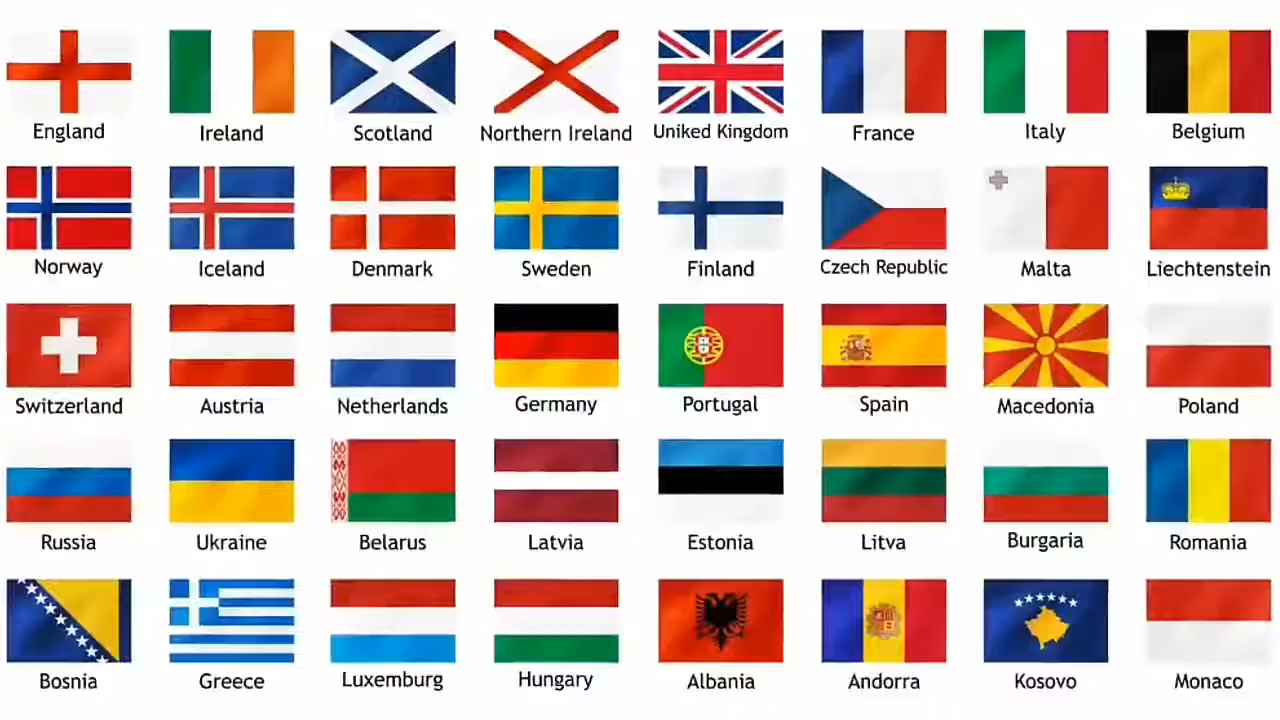 England
Ireland
Scotland
Northern Ireland
Uniked Kingdom
France
Italy
Belgium
Norway
Iceland
Denmark
Sweden
Finland
Czech Republic
Malta
Liechtenstein
Switzerland
Austria
Netherlands
Germany
Portugal
Spain
Macedonia
Poland
Russia
Ukraine
Belarus
Latvia
Estonia
Litva
Burgaria
Romania
Bosnia
Greece
Luxemburg
Hungary
Albania
Andorra
Kosovo
Monaco